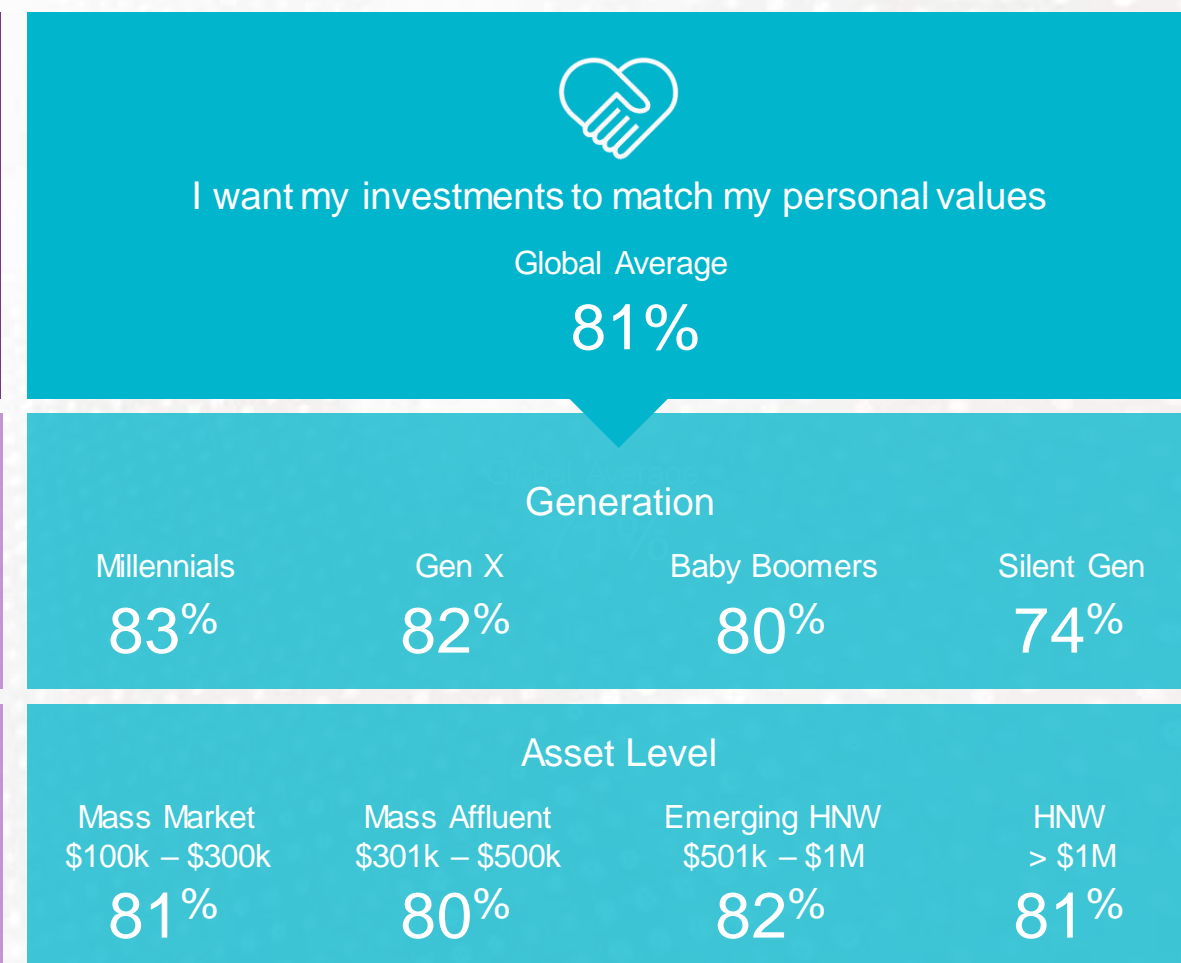 I want my investments to match my personal values
Global Average
81%
Generation
Millennials Gen X Baby Boomers Silent Gen
83% 82% 80% 74%
Asset Level
Mass Market Mass Affluent Emerging HNW HNW
$100k – $300k $301k – $500k $501k – $1M > $1M
81% 80% 82% 81%